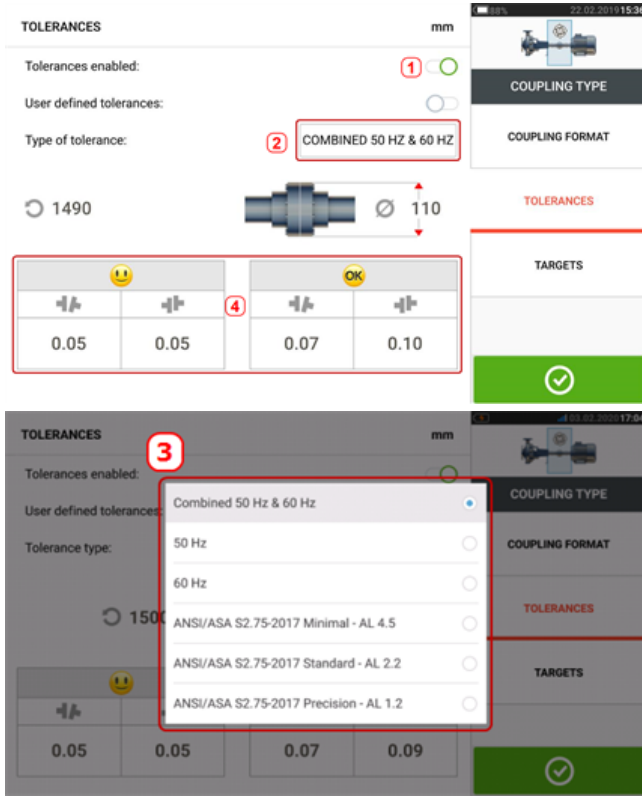 88% 22.02.2019 15:36
TOLERANCES mm
Tolerances enabled: 1
User defined tolerances:
Type of tolerance: 2 COMBINED 50 HZ & 60 HZ
1490 Ø 110
OK
4
0.05 0.05 0.07 0.10
COUPLING TYPE
COUPLING FORMAT
TOLERANCES
TARGETS
03.02.2020 17:04
TOLERANCES mm
3
Tolerances enabled:
User defined tolerances:
Tolerance type:
1500
Combined 50 Hz & 60 Hz
50 Hz
60 Hz
ANSI/ASA S2.75-2017 Minimal - AL 4.5
ANSI/ASA S2.75-2017 Standard - AL 2.2
ANSI/ASA S2.75-2017 Precision - AL 1.2
0.05 0.05 0.07 0.09
COUPLING TYPE
COUPLING FORMAT
TOLERANCES
TARGETS